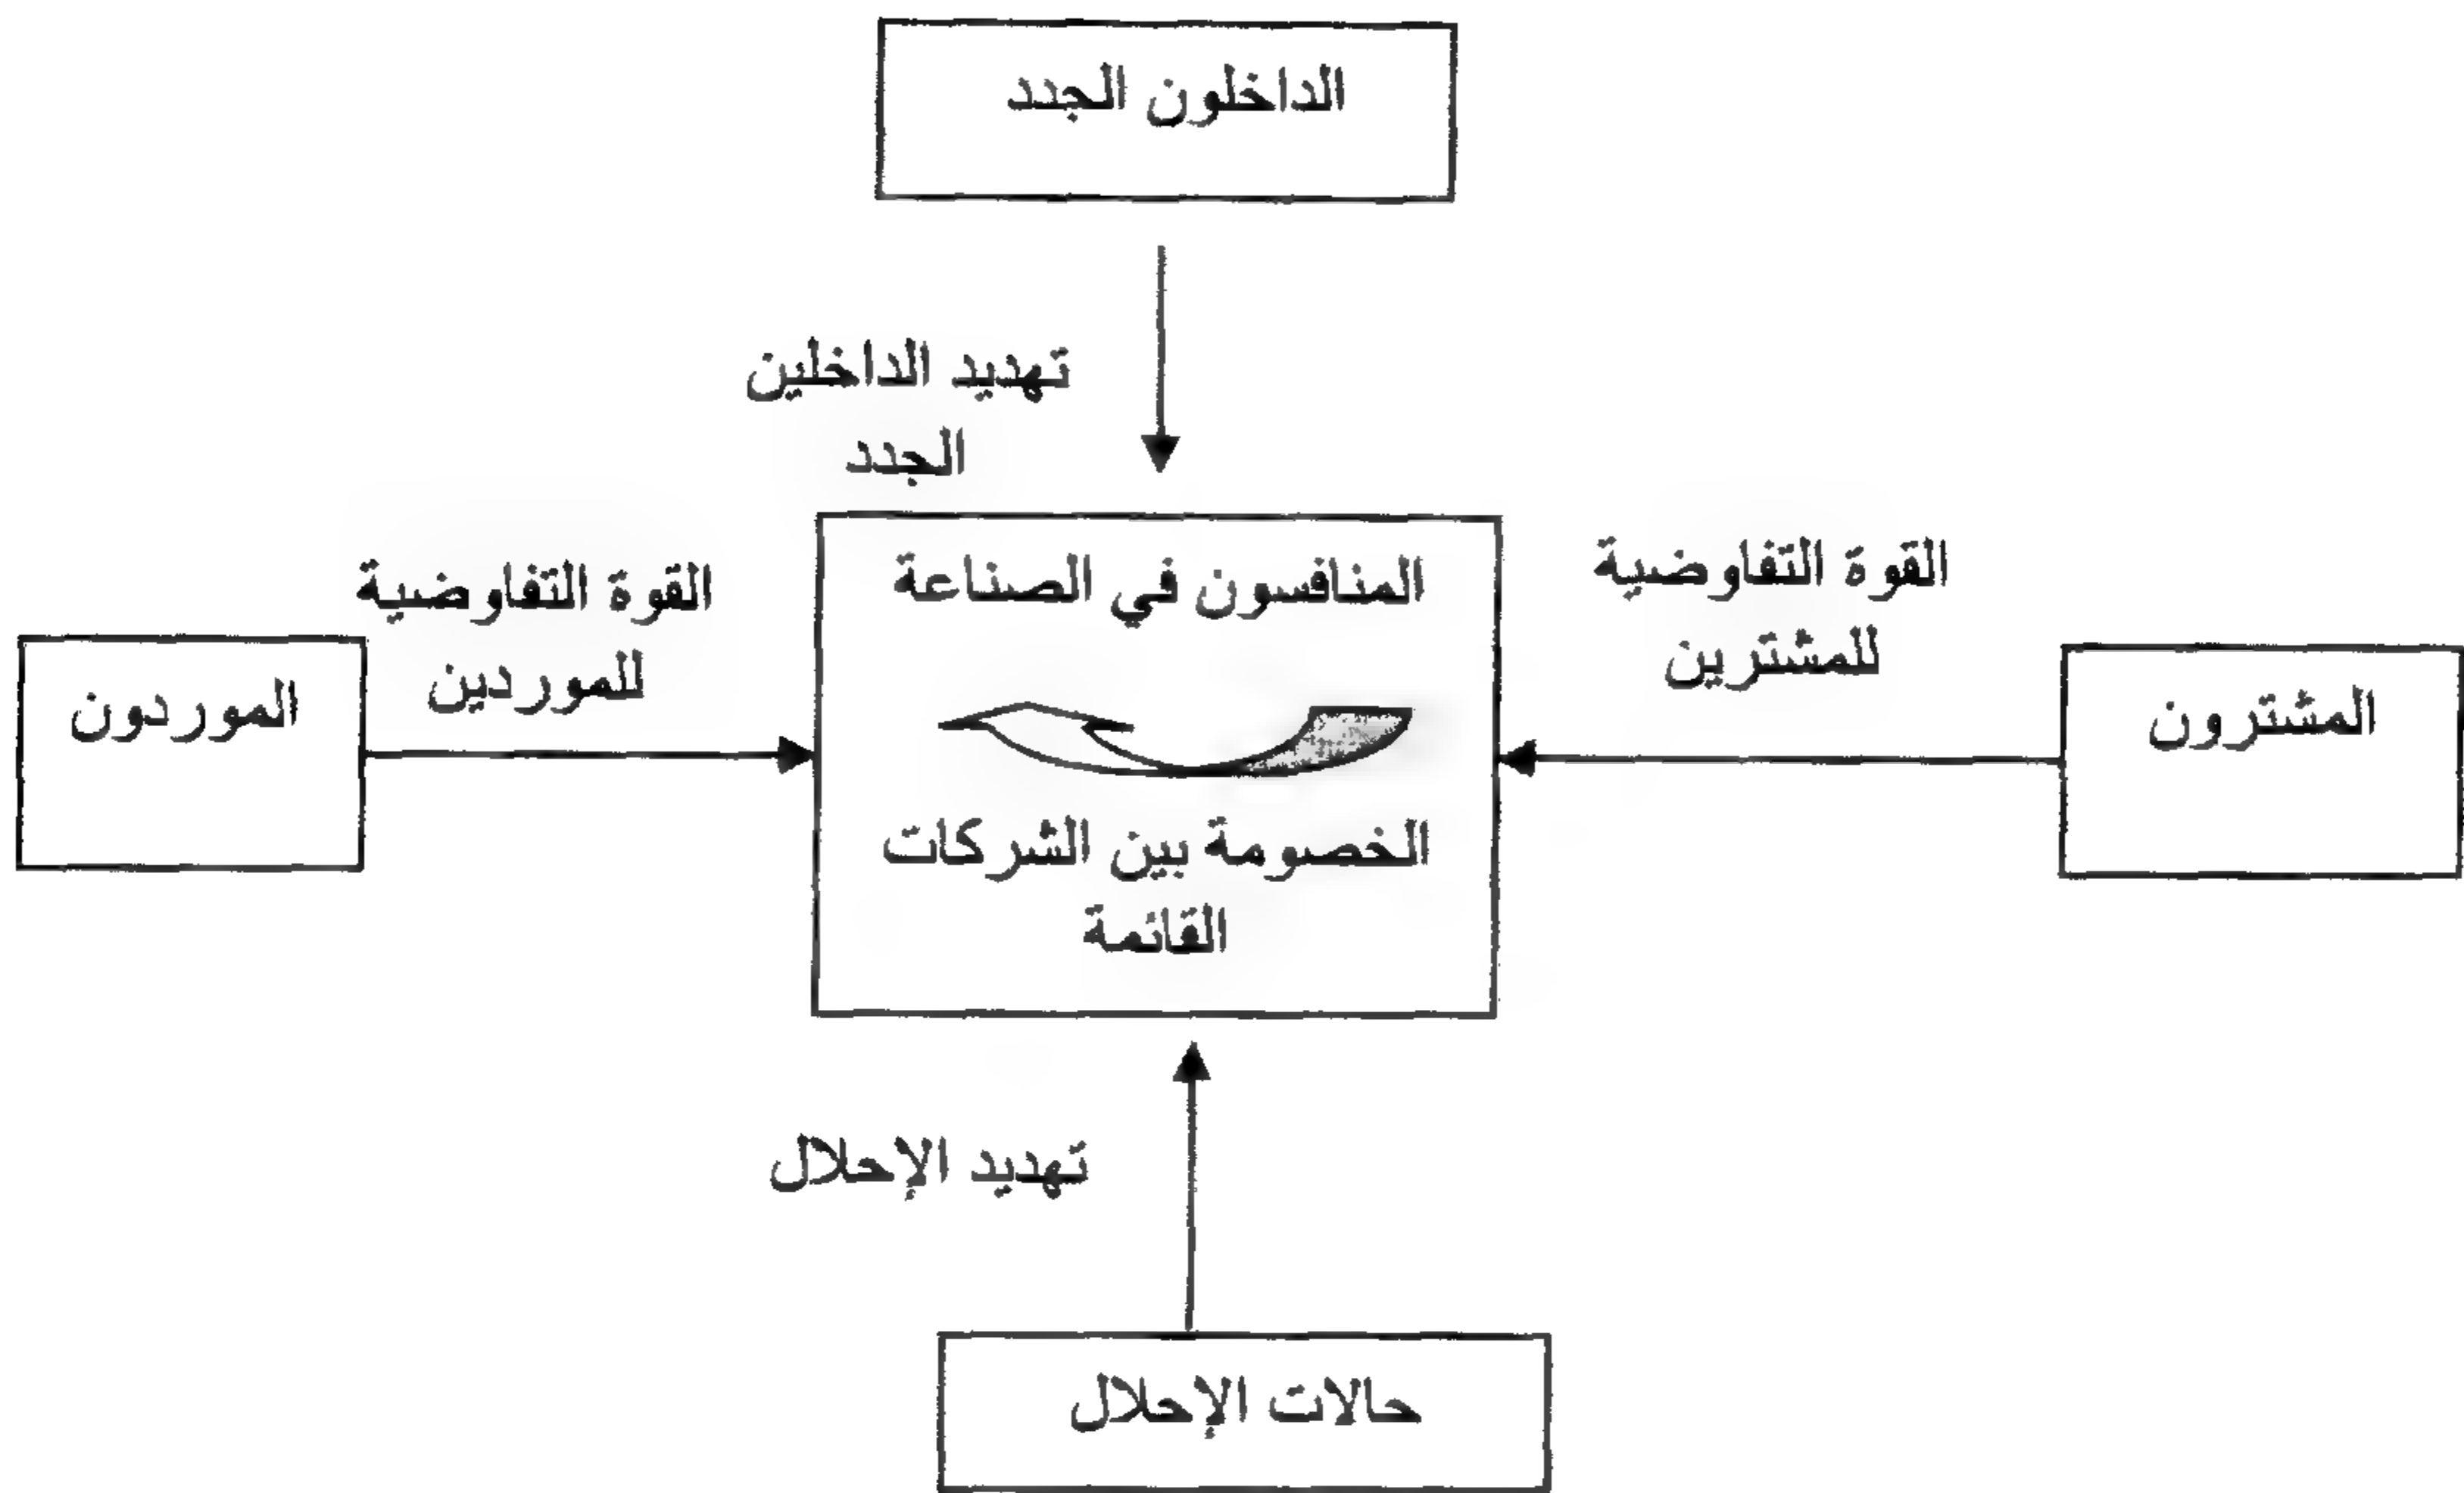 الداخلون الجدد
تهديد الداخلين
الجدد
القوة التفاوضية
للمشترين
المشترون
المنافسون في الصناعة
الخصومة بين الشركات
القائمة
القوة التفاوضية
للموردين
الموردون
تهديد الإحلال
حالات الإحلال